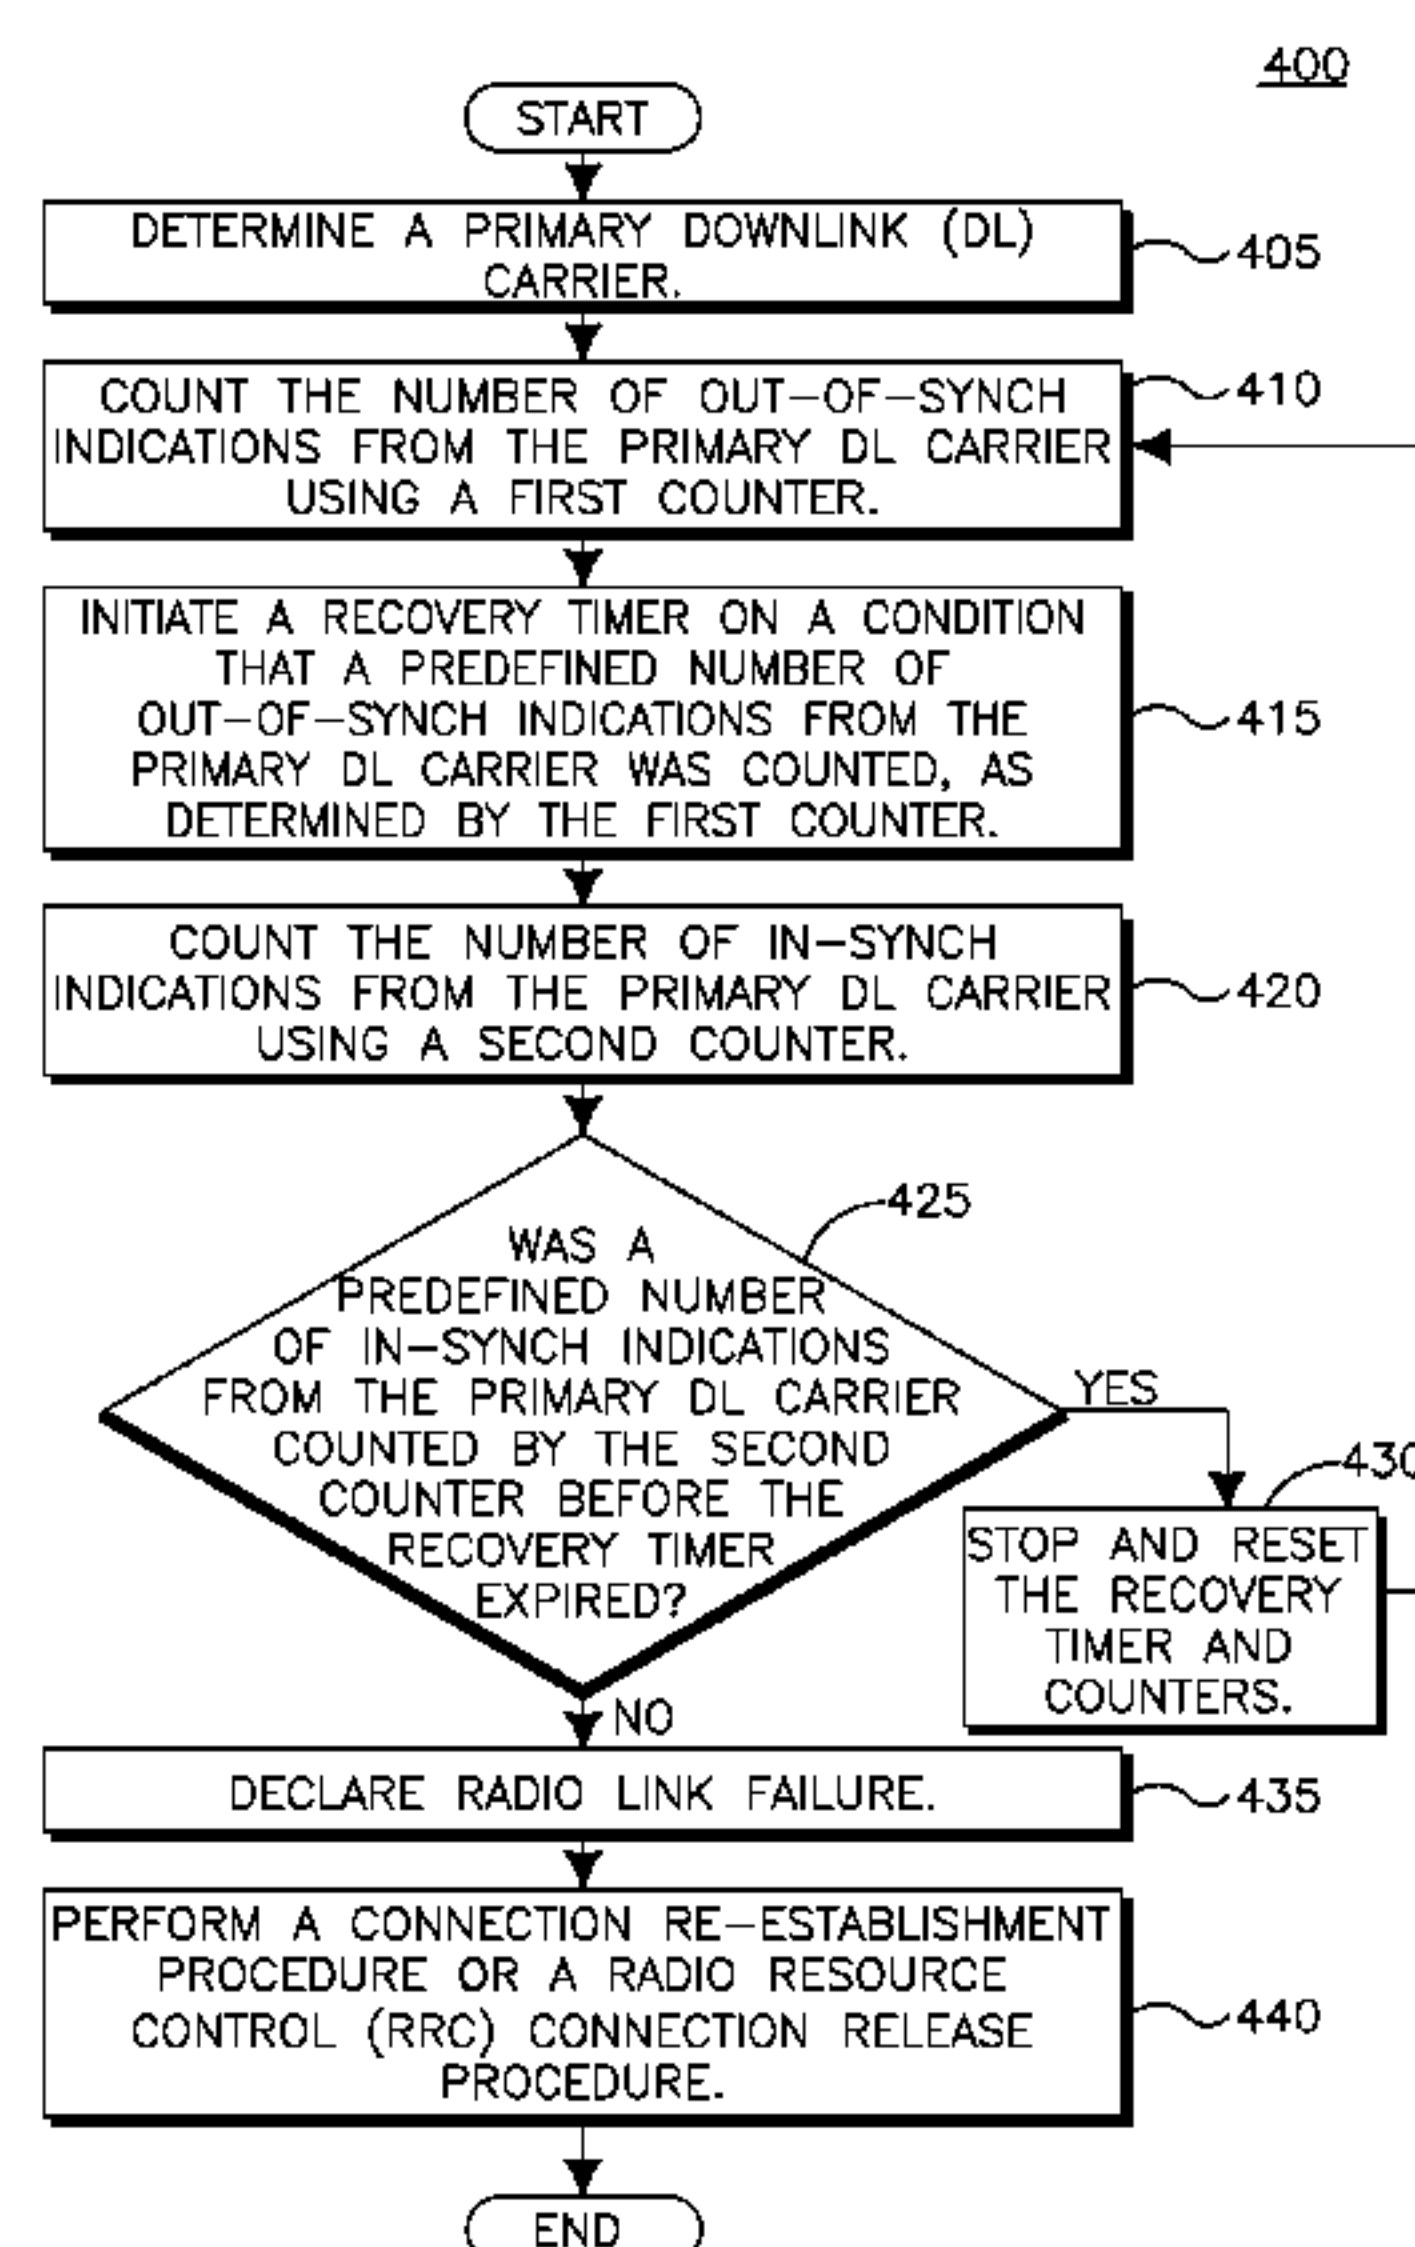 400
START
DETERMINE A PRIMARY DOWNLINK (DL)
CARRIER.
405
COUNT THE NUMBER OF OUT-OF-SYNCH
INDICATIONS FROM THE PRIMARY DL CARRIER
USING A FIRST COUNTER.
410
INITIATE A RECOVERY TIMER ON A CONDITION
THAT A PREDEFINED NUMBER OF
OUT-OF-SYNCH INDICATIONS FROM THE
PRIMARY DL CARRIER WAS COUNTED, AS
DETERMINED BY THE FIRST COUNTER.
415
COUNT THE NUMBER OF IN-SYNCH
INDICATIONS FROM THE PRIMARY DL CARRIER
USING A SECOND COUNTER.
420
WAS A
PREDEFINED NUMBER
OF IN-SYNCH INDICATIONS
FROM THE PRIMARY DL CARRIER
COUNTED BY THE SECOND
COUNTER BEFORE THE
RECOVERY TIMER
EXPIRED?
425
YES
430
STOP AND RESET
THE RECOVERY
TIMER AND
COUNTERS.
NO
DECLARE RADIO LINK FAILURE.
435
PERFORM A CONNECTION RE-ESTABLISHMENT
PROCEDURE OR A RADIO RESOURCE
CONTROL (RRC) CONNECTION RELEASE
PROCEDURE.
440
END